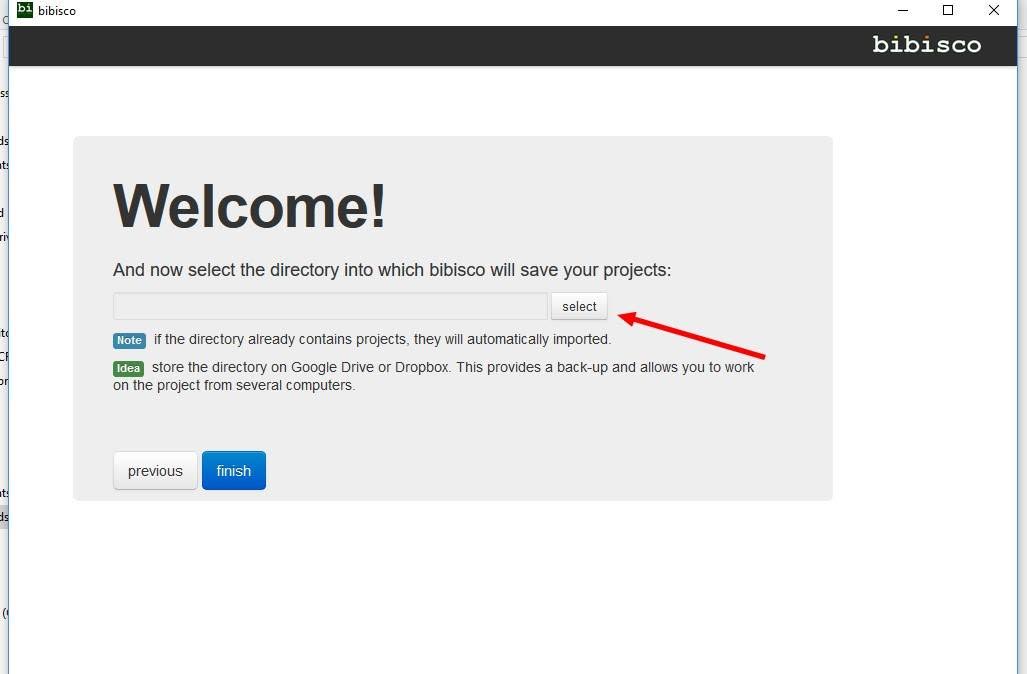 bi bibisco
bibisco
Welcome!
And now select the directory into which bibisco will save your projects:
select
Note if the directory already contains projects, they will automatically imported.
Idea store the directory on Google Drive or Dropbox. This provides a back-up and allows you to work
on the project from several computers.
previous finish